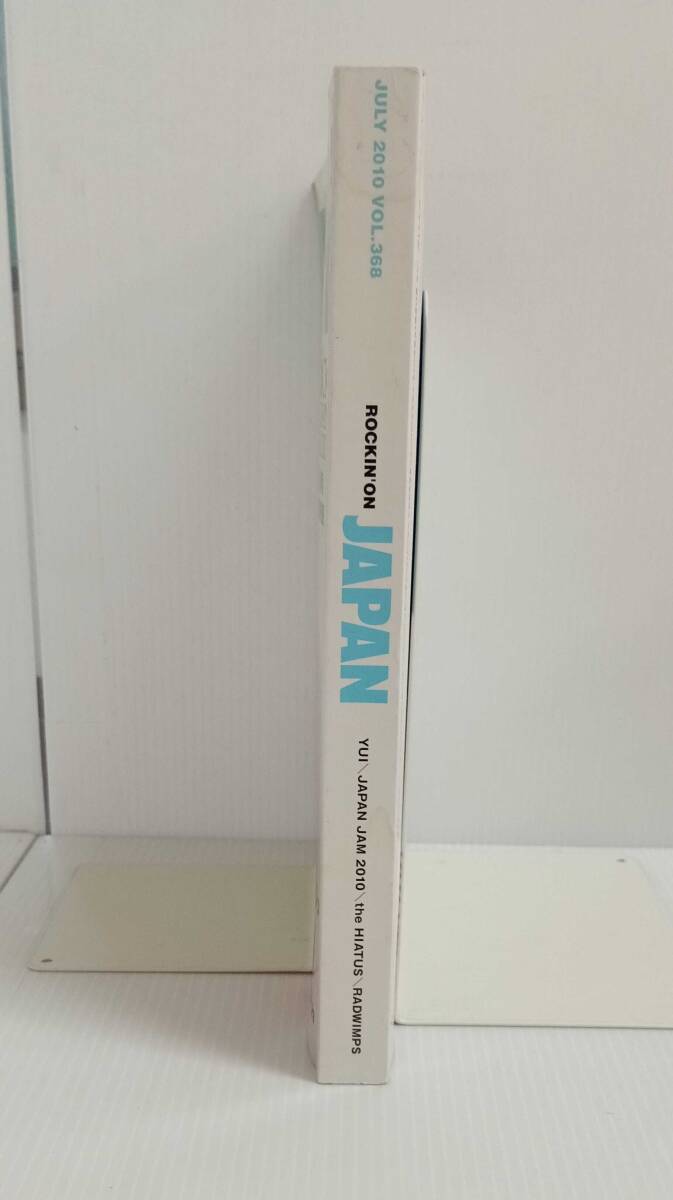 JULY 2010 VOL.368
ROCKIN'ON
JAPAN
YUI\JAPAN JAM 2010\the HIATUS\RADWIMPS